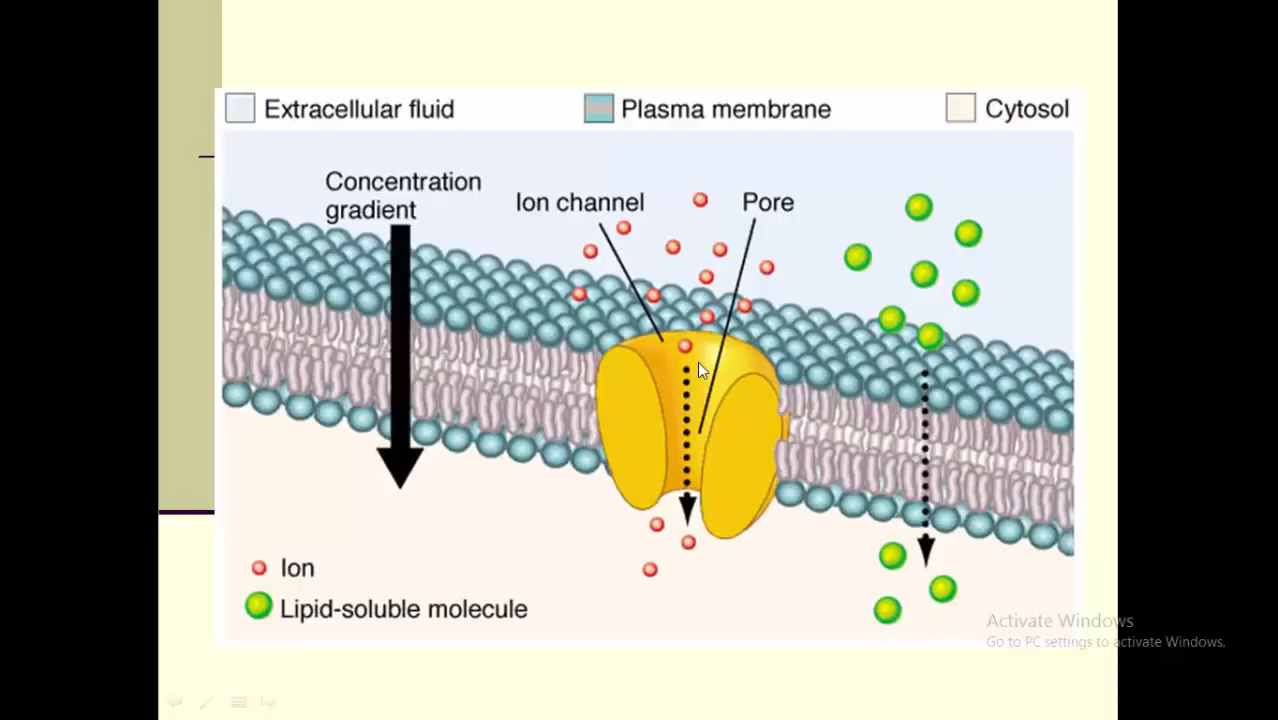 Extracellular fluid
Plasma membrane
Cytosol
Concentration
gradient
Ion channel
Pore
Ion
Lipid-soluble molecule
Activate Windows
Go to PC settings to activate Windows.